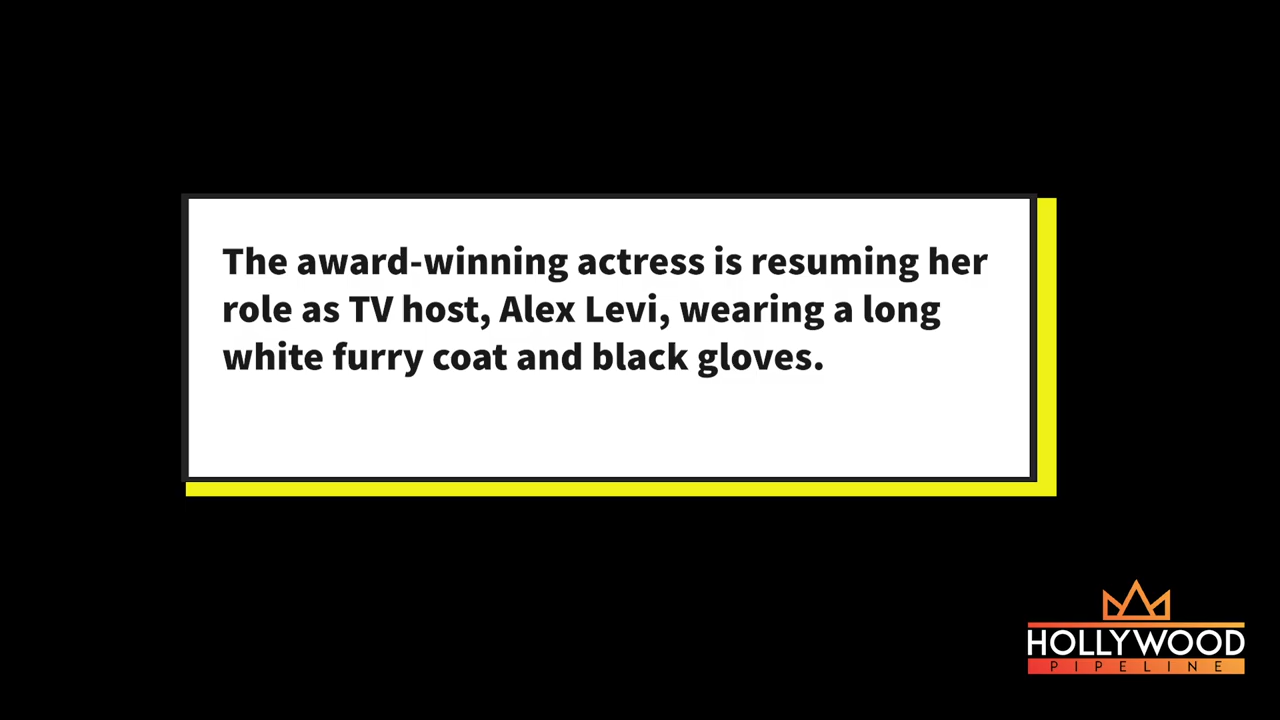 The award-winning actress is resuming her
role as TV host, Alex Levi, wearing a long
white furry coat and black gloves.
HOLLYWOOD
PIPELINE